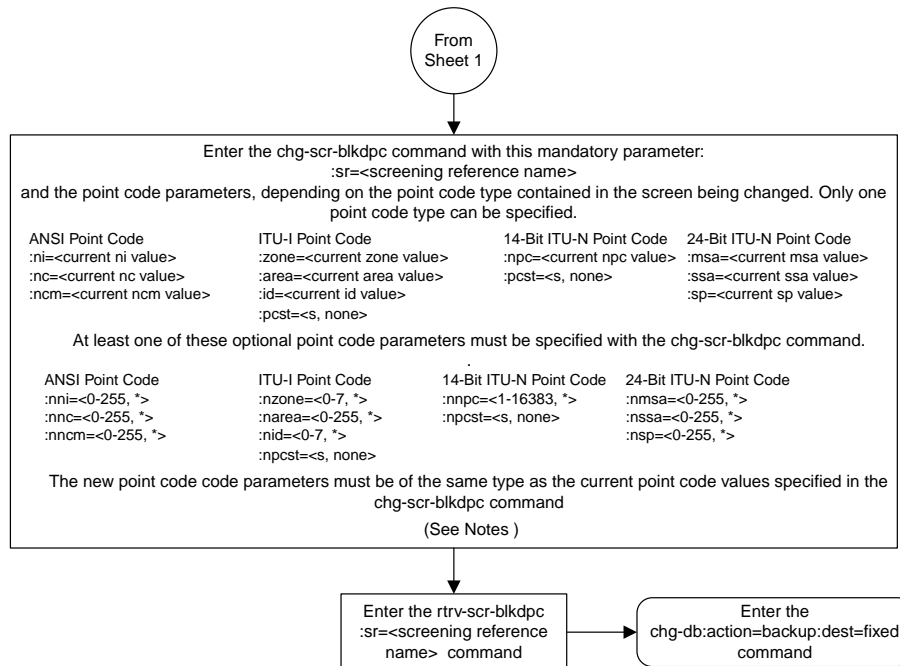 From
Sheet 1
Enter the chg-scr-blkdpc command with this mandatory parameter:
:sr=<screening reference name>
and the point code parameters, depending on the point code type contained in the screen being changed. Only one
point code type can be specified.
ANSI Point Code
:ni=<current ni value>
:nc=<current nc value>
:ncm=<current ncm value>
ITU-I Point Code
:zone=<current zone value>
:area=<current area value>
:id=<current id value>
:pcst=<s, none>
14-Bit ITU-N Point Code
:npc=<current npc value>
:pcst=<s, none>
24-Bit ITU-N Point Code
:msa=<current msa value>
:ssa=<current ssa value>
:sp=<current sp value>
At least one of these optional point code parameters must be specified with the chg-scr-blkdpc command.
.
ANSI Point Code
:nni=<0-255, *>
:nnc=<0-255, *>
:nncm=<0-255, *>
ITU-I Point Code
:nzone=<0-7, *>
:narea=<0-255, *>
:nid=<0-7, *>
:npcst=<s, none>
14-Bit ITU-N Point Code
:nnpc=<1-16383, *>
:npcst=<s, none>
24-Bit ITU-N Point Code
:nmsa=<0-255, *>
:nssa=<0-255, *>
:nsp=<0-255, *>
The new point code code parameters must be of the same type as the current point code values specified in the
chg-scr-blkdpc command
(See Notes )
Enter the rtrv-scr-blkdpc
:sr=<screening reference
name> command
Enter the
chg-db:action=backup:dest=fixed
command